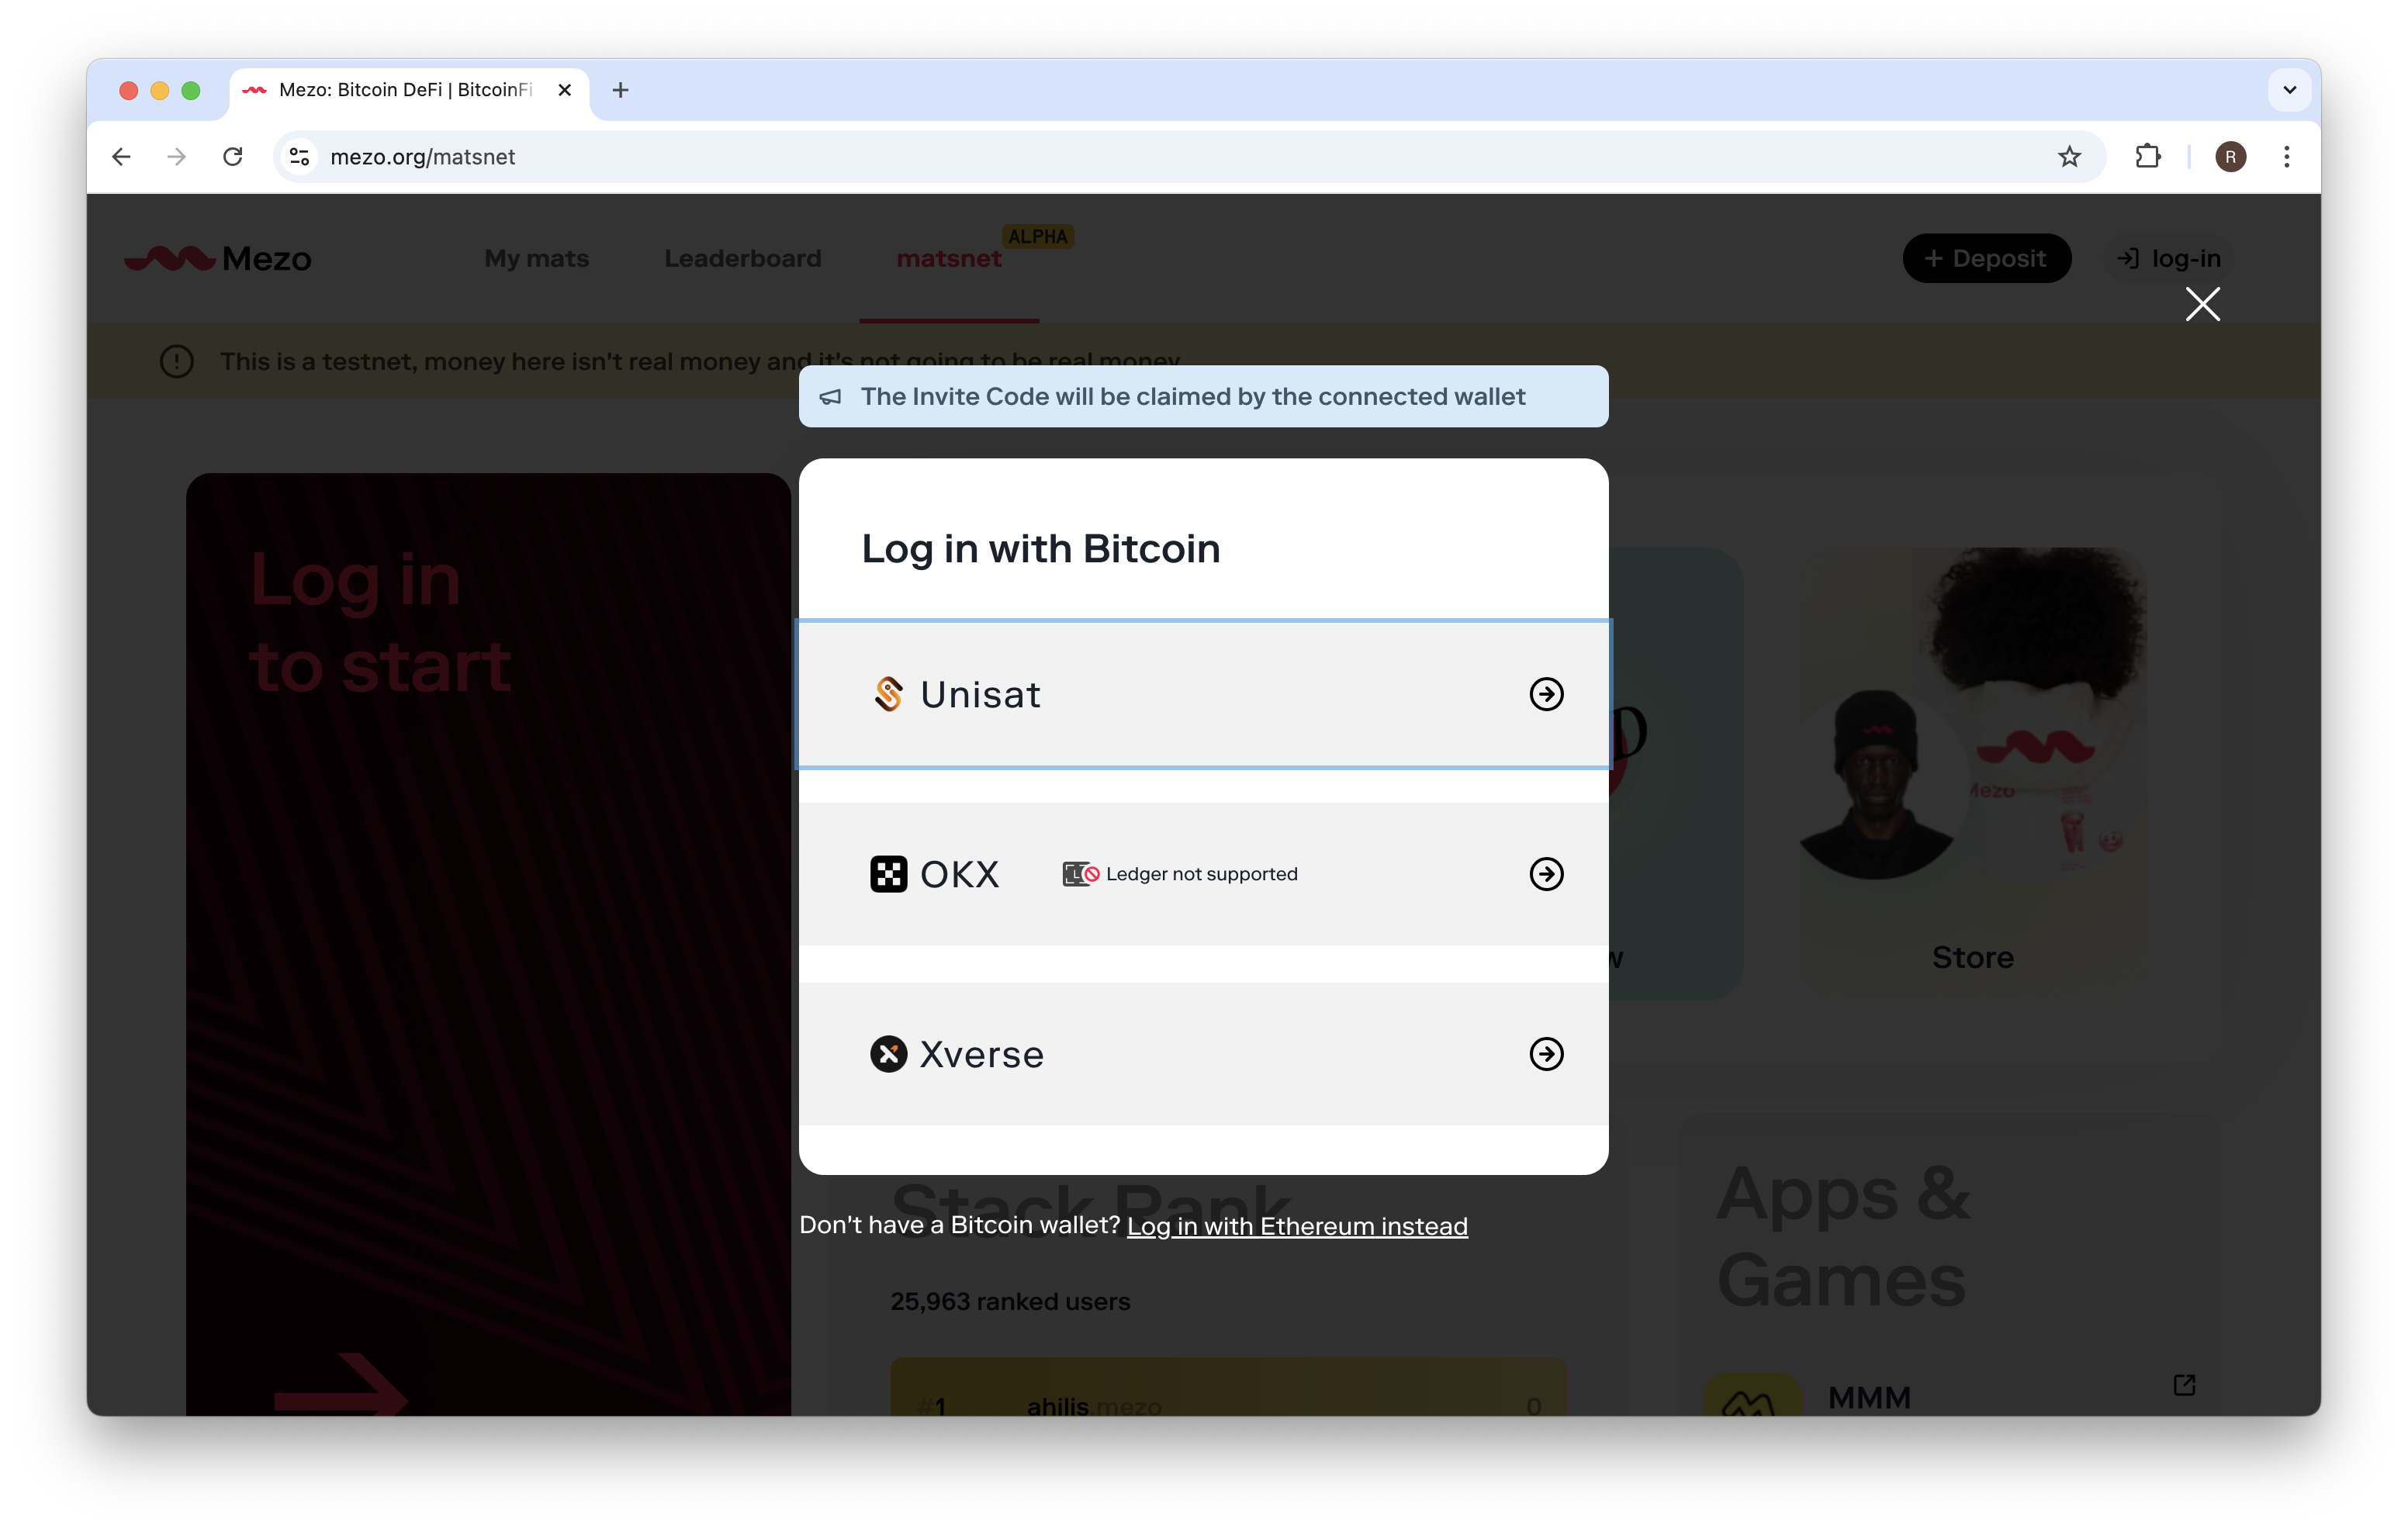 Mezo: Bitcoin DeFi | BitcoinFi
mezo.org/matsnet
R
Mezo
My mats
Leaderboard
matsnet
ALPHA
Deposit
log-in
This is a testnet, money here isn't real money and it's not going to be real money
The Invite Code will be claimed by the connected wallet
Log in
to start
Log in with Bitcoin
Unisat
OKX
Ledger not supported
Xverse
Mezo
Store
Stack Rank
Don't have a Bitcoin wallet? Log in with Ethereum instead
25,963 ranked users
#1 ahilis.mezo 0
Apps &
Games
MMM